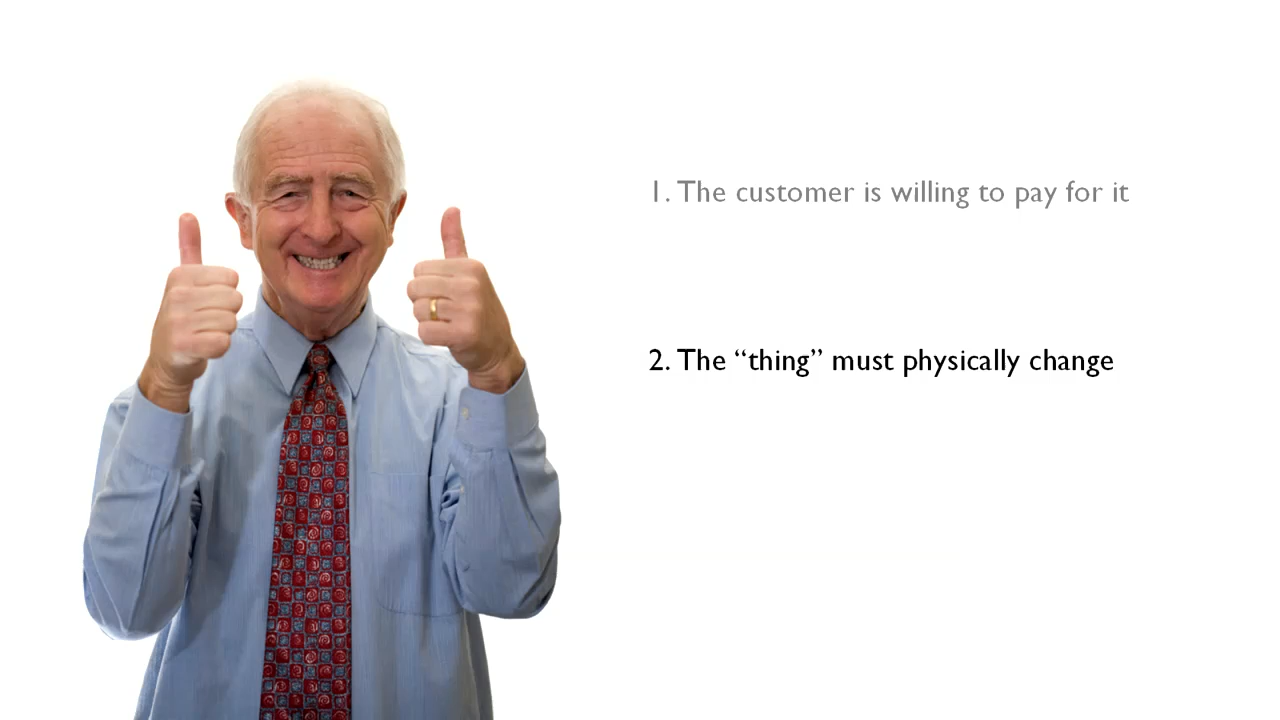 1. The customer is willing to pay for it
2. The “thing” must physically change